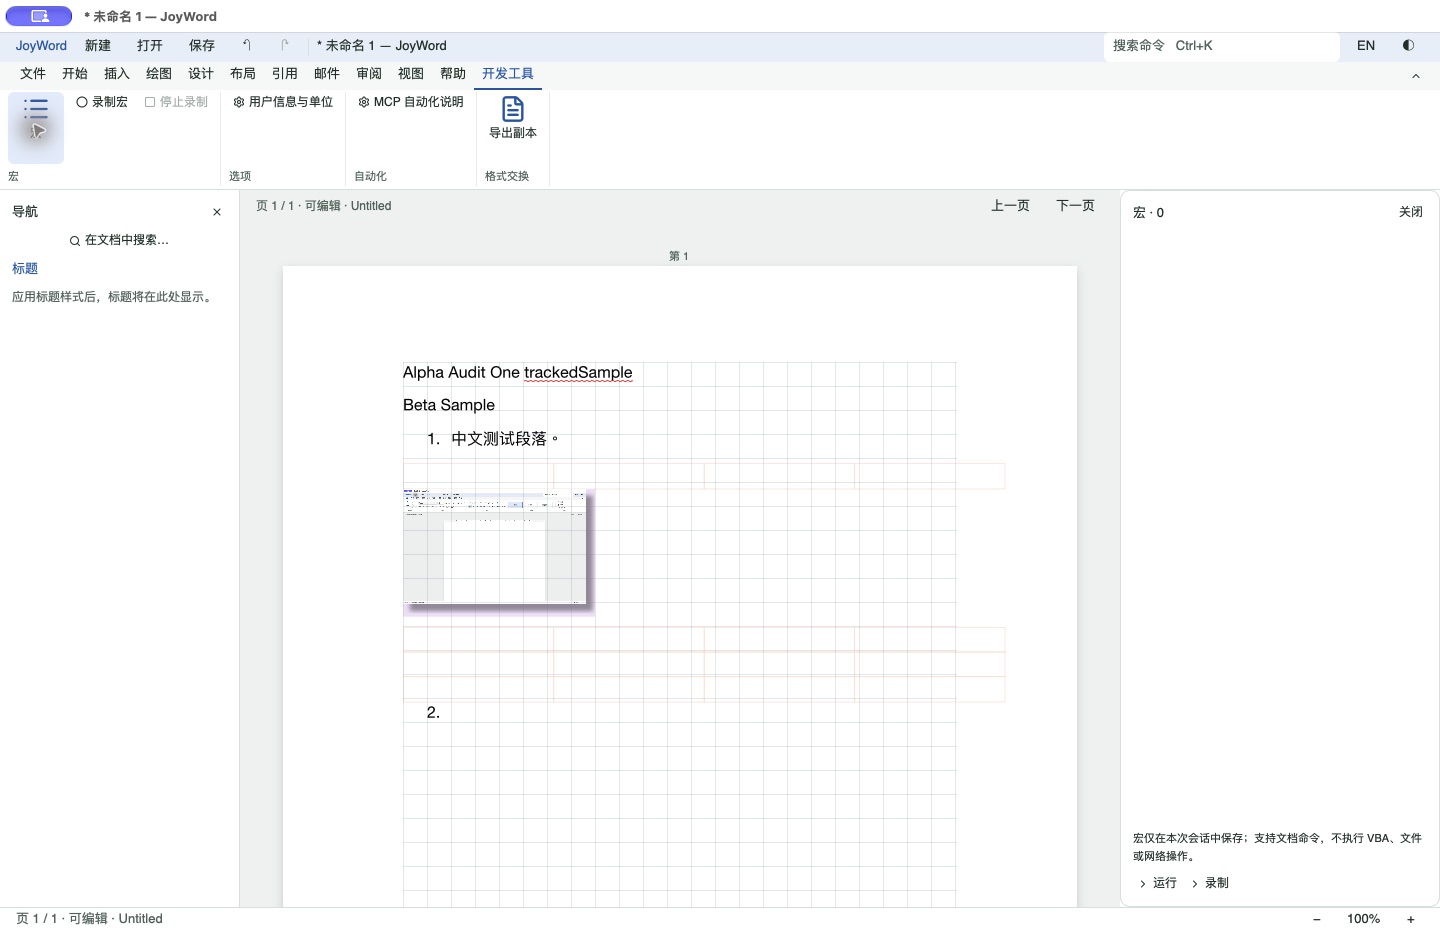 * 未命名 1 — JoyWord
JoyWord 新建 打开 保存 * 未命名 1 — JoyWord 搜索命令 Ctrl+K EN
文件 开始 插入 绘图 设计 布局 引用 邮件 审阅 视图 帮助 开发工具
录制宏 停止录制 用户信息与单位 MCP 自动化说明
导出副本
宏 选项 自动化 格式交换
导航
在文档中搜索...
标题
应用标题样式后，标题将在此处显示。
页 1 / 1 · 可编辑 · Untitled 上一页 下一页
第 1
Alpha Audit One trackedSample
Beta Sample
1. 中文测试段落。
2.
宏 · 0 关闭
宏仅在本次会话中保存；支持文档命令，不执行 VBA、文件
或网络操作。
运行 录制
页 1 / 1 · 可编辑 · Untitled − 100% +